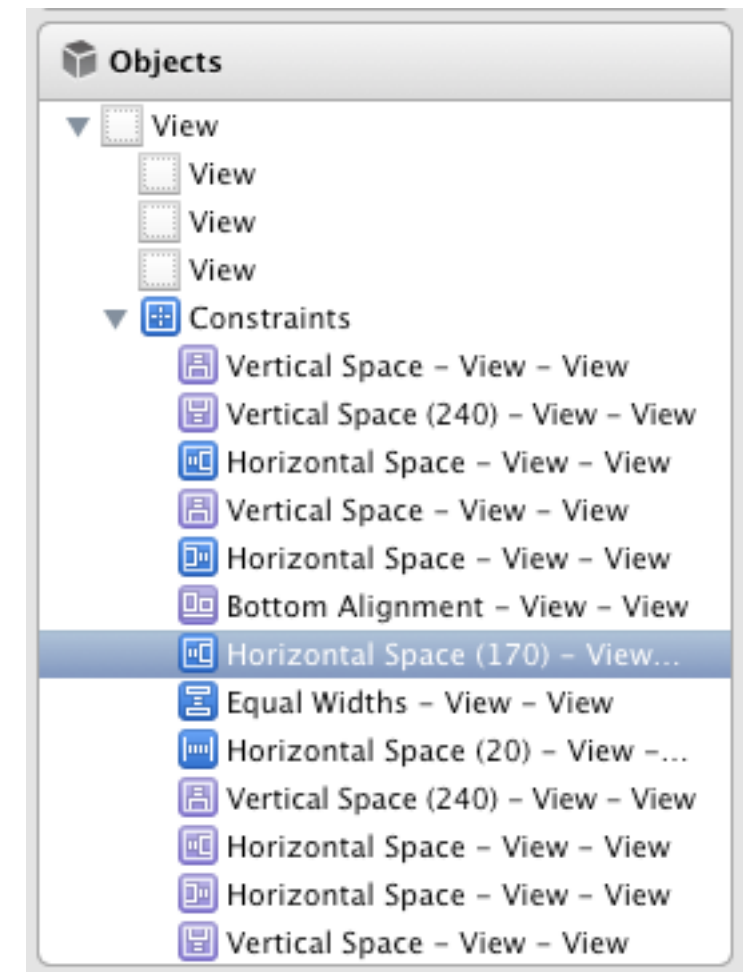 Objects
View
View
View
View
Constraints
Vertical Space – View – View
Vertical Space (240) – View – View
Horizontal Space – View – View
Vertical Space – View – View
Horizontal Space – View – View
Bottom Alignment – View – View
Horizontal Space (170) – View...
Equal Widths – View – View
Horizontal Space (20) – View –...
Vertical Space (240) – View – View
Horizontal Space – View – View
Horizontal Space – View – View
Vertical Space – View – View